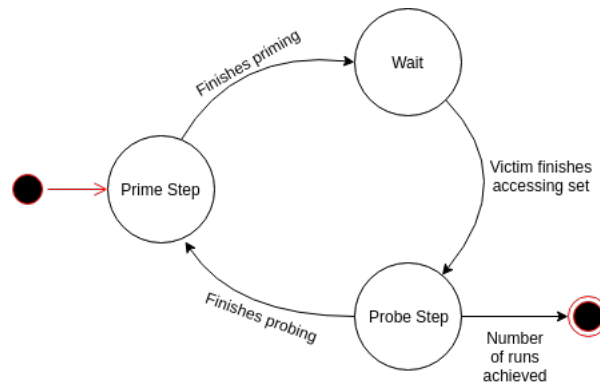 Finishes priming
Wait
Prime Step
Victim finishes
accessing set
Finishes probing
Probe Step
Number
of runs
achieved